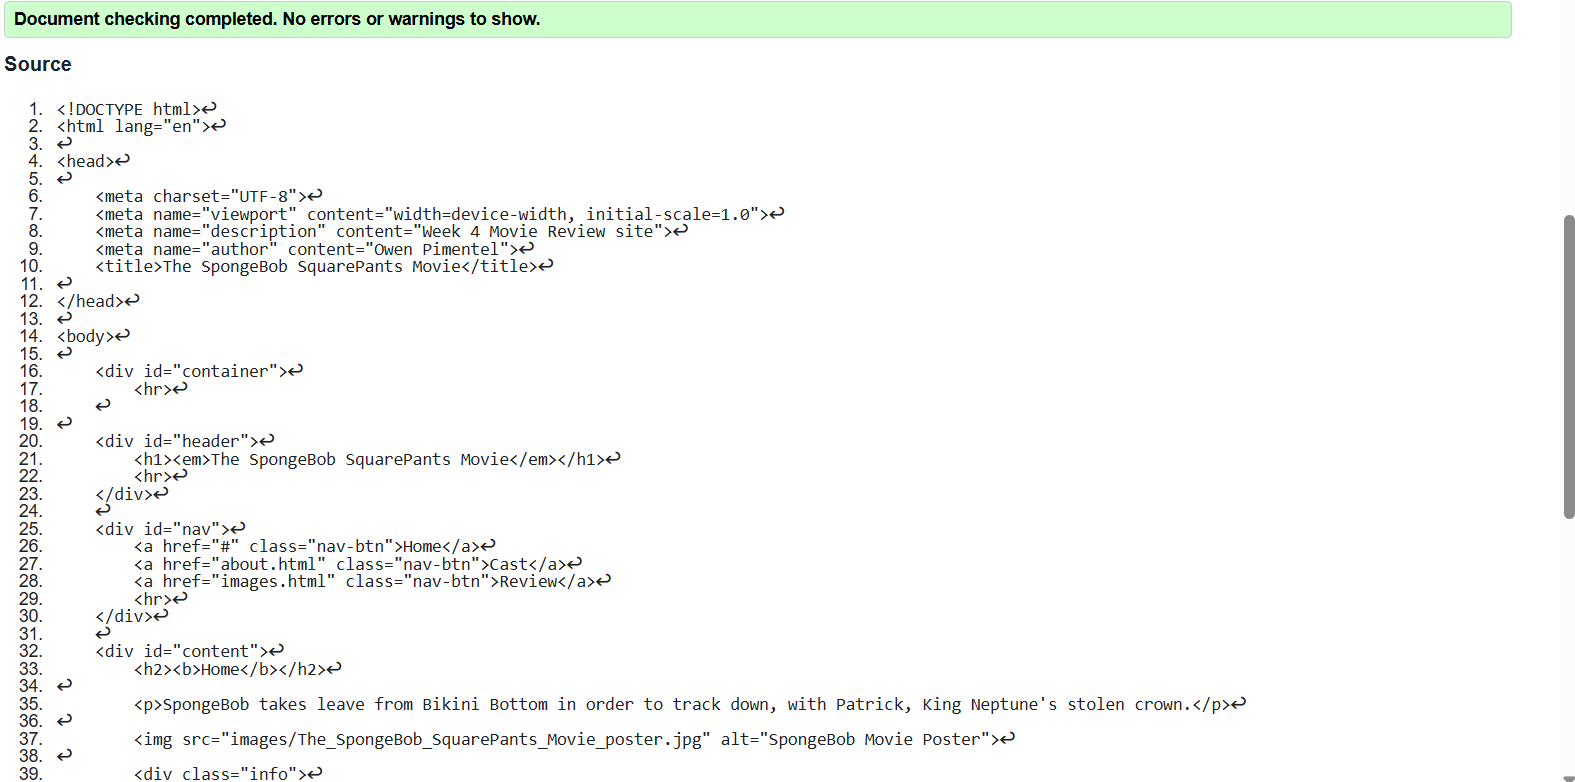 Document checking completed. No errors or warnings to show.
Source
1. <!DOCTYPE html>↩
2. <html lang="en">↩
3. ↩
4. <head>↩
5. ↩
6.     <meta charset="UTF-8">↩
7.     <meta name="viewport" content="width=device-width, initial-scale=1.0">↩
8.     <meta name="description" content="Week 4 Movie Review site">↩
9.     <meta name="author" content="Owen Pimentel">↩
10.     <title>The SpongeBob SquarePants Movie</title>↩
11. ↩
12. </head>↩
13. ↩
14. <body>↩
15. ↩
16.     <div id="container">↩
17.         <hr>↩
18.     ↩
19. ↩
20.     <div id="header">↩
21.         <h1><em>The SpongeBob SquarePants Movie</em></h1>↩
22.         <hr>↩
23.     </div>↩
24.     ↩
25.     <div id="nav">↩
26.         <a href="#" class="nav-btn">Home</a>↩
27.         <a href="about.html" class="nav-btn">Cast</a>↩
28.         <a href="images.html" class="nav-btn">Review</a>↩
29.         <hr>↩
30.     </div>↩
31.     ↩
32.     <div id="content">↩
33.         <h2><b>Home</b></h2>↩
34. ↩
35.         <p>SpongeBob takes leave from Bikini Bottom in order to track down, with Patrick, King Neptune's stolen crown.</p>↩
36. ↩
37.         <img src="images/The_SpongeBob_SquarePants_Movie_poster.jpg" alt="SpongeBob Movie Poster">↩
38. ↩
39.         <div class="info">↩